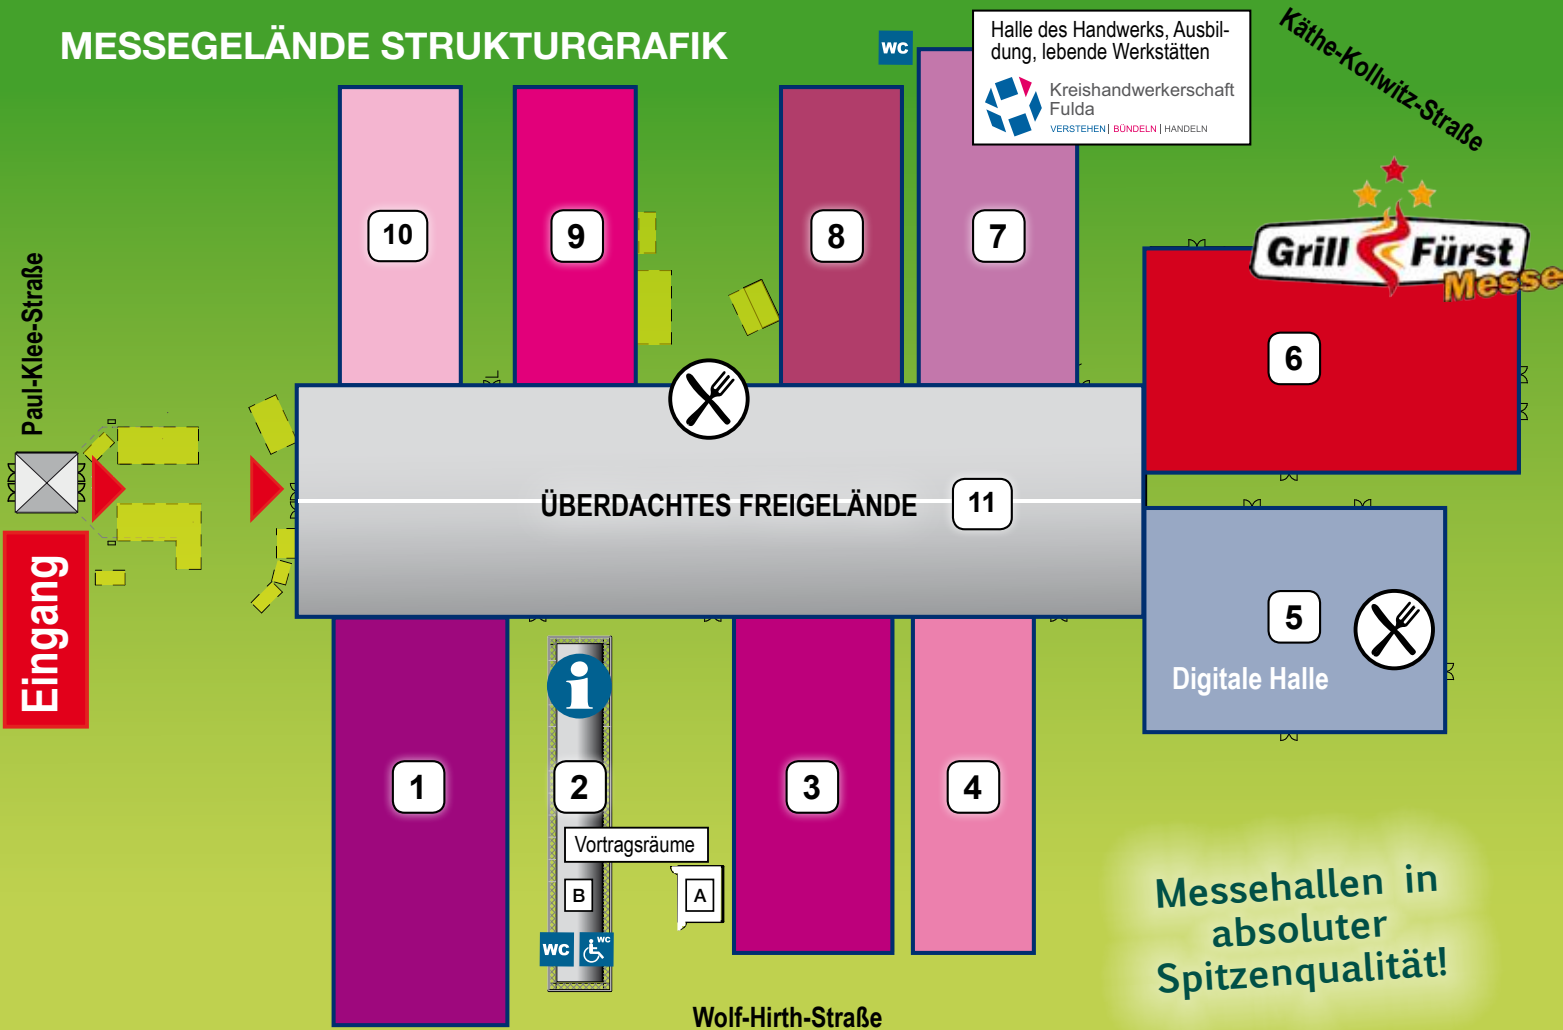 MESSEGELÄNDE STRUKTURGRAFIK
WC
Halle des Handwerks, Ausbil-
dung, lebende Werkstätten
Kreishandwerkerschaft
Fulda
VERSTEHEN | BÜNDELN | HANDELN
Käthe-Kollwitz-Straße
10
9
8
7
Grill Fürst
Messe
6
Paul-Klee-Straße
ÜBERDACHTES FREIGELÄNDE 11
Eingang
5
Digitale Halle
i
1
2
3
4
Vortragsräume
B
A
WC
WC
Messehallen in
absoluter
Spitzenqualität!
Wolf-Hirth-Straße